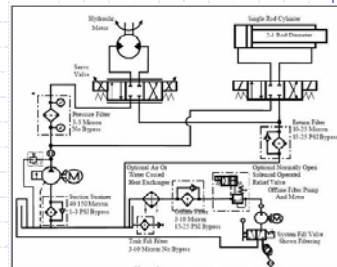 Hydraulic
Motor
Servo
Valve
Single Rod Cylinder
2-1 Rod Diameter
Pressure Filter
3-5 Micron
No Bypass
Return Filter
10-25 Micron
15-25 PSI Bypass
Optional Air Or
Water Cooled
Heat Exchanger
Optional Normally Open
Solenoid Operated
Relief Valve
Offline Filter Pump
And Motor
Suction Strainer
40 150 Micron
1-3 PSI Bypass
3-10 Micron
15-25 PSI Bypass
Tank Fill Filter
3-10 Micron No Bypass
System Fill Valve
Shown Filtering